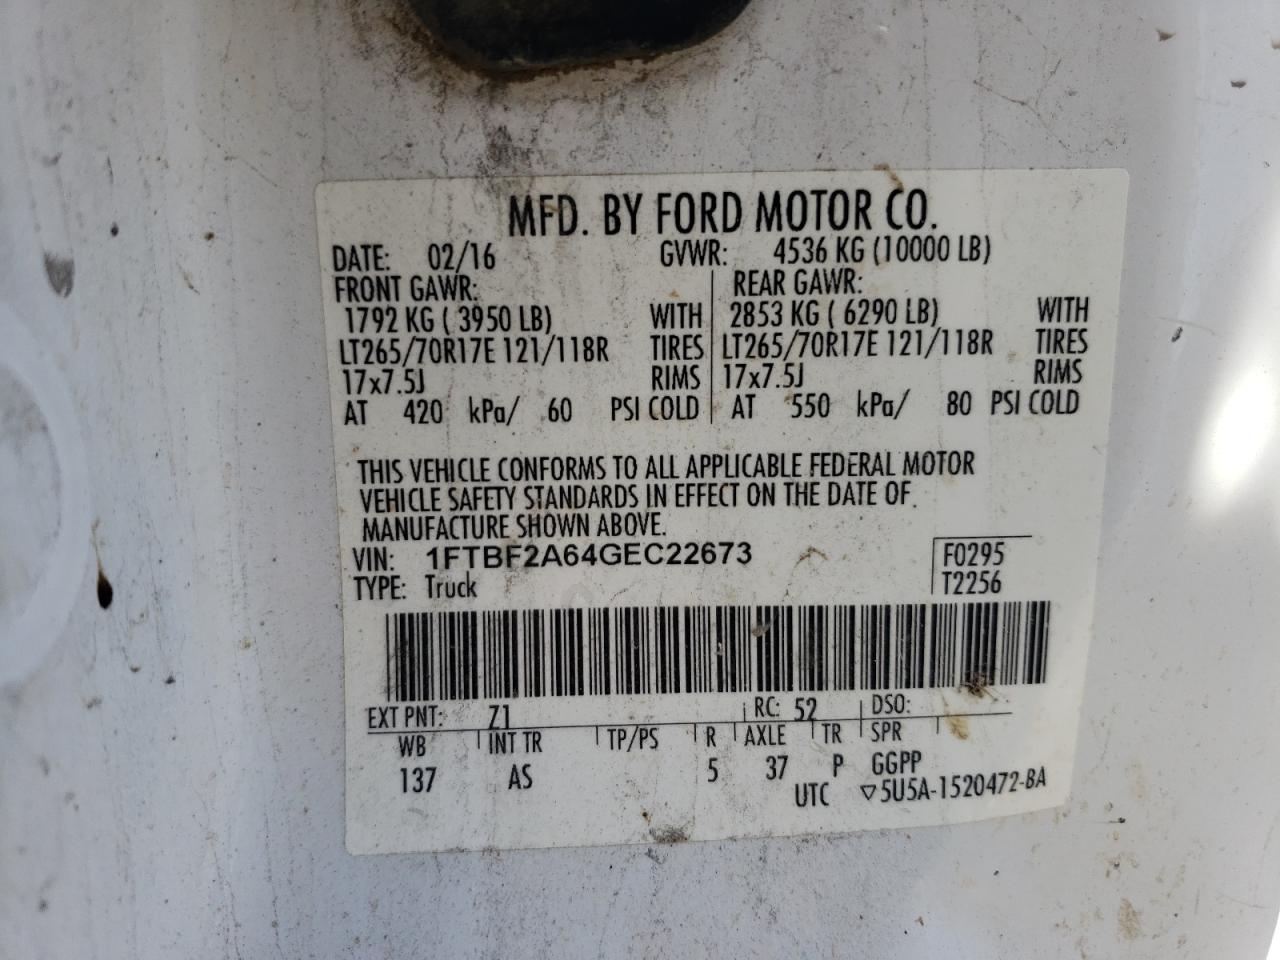 MFD. BY FORD MOTOR CO.
DATE: 02/16 GVWR: 4536 KG (10000 LB)
FRONT GAWR: REAR GAWR:
1792 KG ( 3950 LB) WITH 2853 KG ( 6290 LB) WITH
LT265/70R17E 121/118R TIRES LT265/70R17E 121/118R TIRES
17x7.5J RIMS 17x7.5J RIMS
AT 420 kPa/ 60 PSI COLD AT 550 kPa/ 80 PSI COLD
THIS VEHICLE CONFORMS TO ALL APPLICABLE FEDERAL MOTOR
VEHICLE SAFETY STANDARDS IN EFFECT ON THE DATE OF
MANUFACTURE SHOWN ABOVE.
VIN: 1FTBF2A64GEC22673 F0295
TYPE: Truck T2256
EXT PNT: Z1 RC: 52 DSO:
WB INT TR TP/PS R AXLE TR SPR
137 AS 5 37 P GGPP
UTC ▽5U5A-1520472-BA